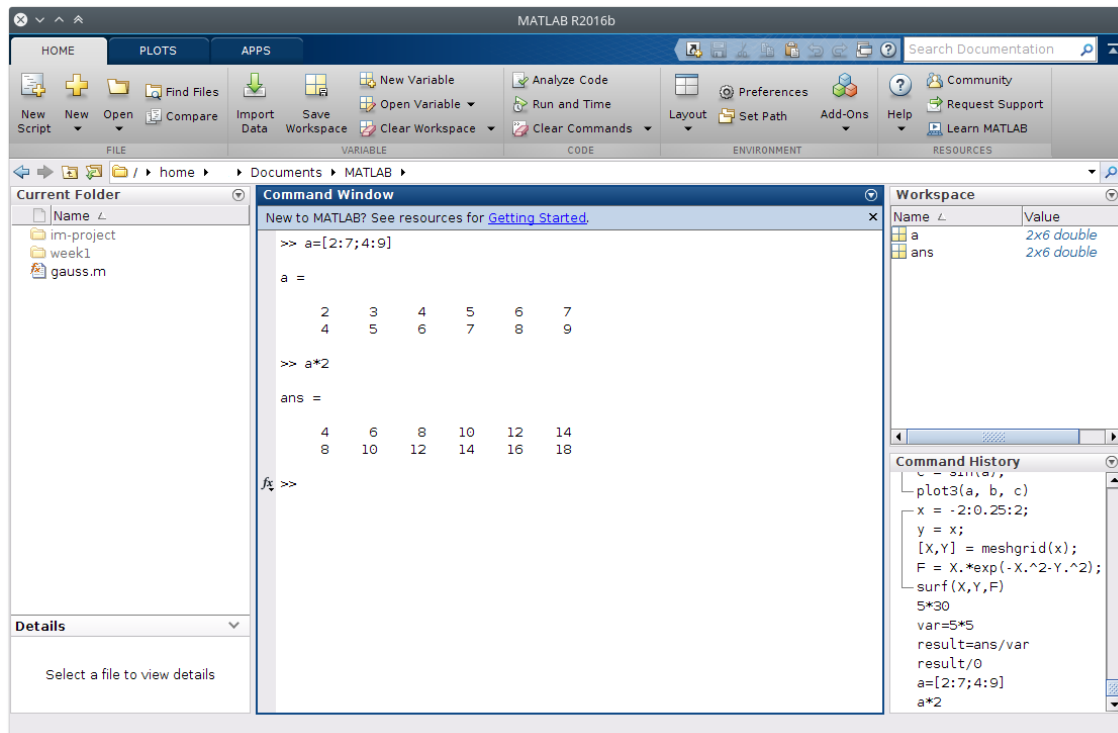 MATLAB R2016b
HOME PLOTS APPS Search Documentation
New Script New Open Find Files Compare
Import Data Save Workspace New Variable Open Variable Clear Workspace
Analyze Code Run and Time Clear Commands
Layout Preferences Set Path Add-Ons
Help Community Request Support Learn MATLAB
FILE VARIABLE CODE ENVIRONMENT RESOURCES
/ home Documents MATLAB
Current Folder
Name
im-project
week1
gauss.m
Details
Select a file to view details
Command Window
New to MATLAB? See resources for Getting Started.
>> a=[2:7;4:9]
a =
2 3 4 5 6 7
4 5 6 7 8 9
>> a*2
ans =
4 6 8 10 12 14
8 10 12 14 16 18
fx >>
Workspace
Name Value
a 2x6 double
ans 2x6 double
Command History
c = sin(a);
plot3(a, b, c)
x = -2:0.25:2;
y = x;
[X,Y] = meshgrid(x);
F = X.*exp(-X.^2-Y.^2);
surf(X,Y,F)
5*30
var=5*5
result=ans/var
result/0
a=[2:7;4:9]
a*2